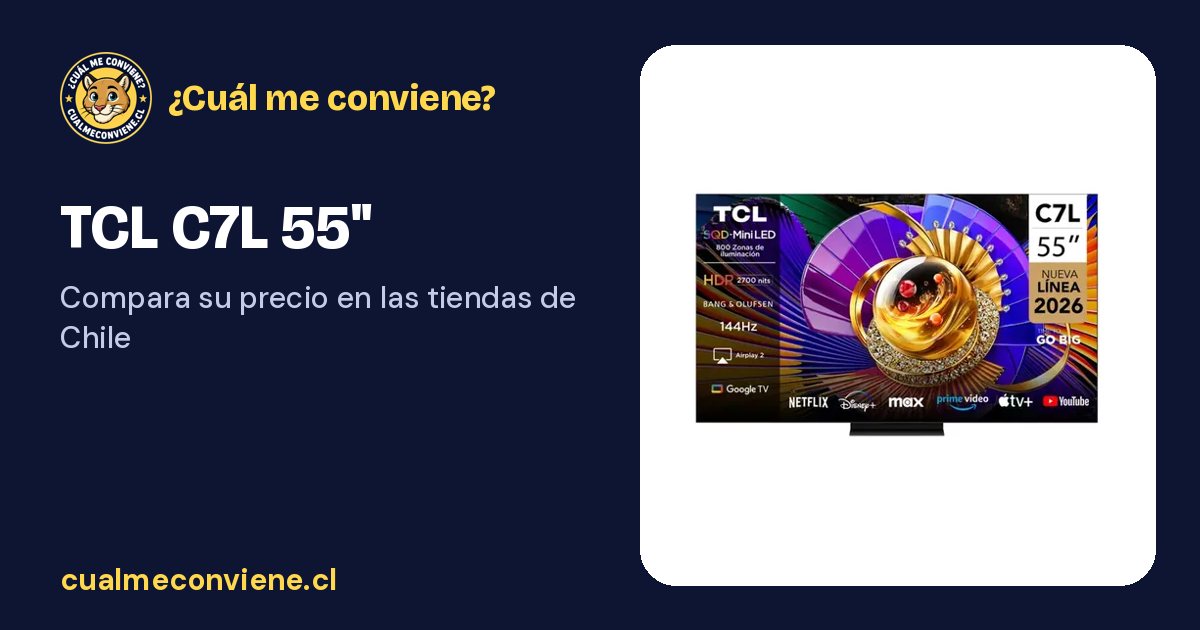 ¿CUÁL ME CONVIENE?
CUALMECONVIENE.CL
¿Cuál me conviene?
TCL C7L 55"
Compara su precio en las tiendas de
Chile
cualmeconviene.cl
TCL
SQD-MiniLED
800 Zonas de
iluminación
HDR 2700 nits
BANG & OLUFSEN
144Hz
Airplay 2
Google TV
C7L
55”
NUEVA
LÍNEA
2026
GO BIG
NETFLIX Disney+ max prime video tv+ YouTube